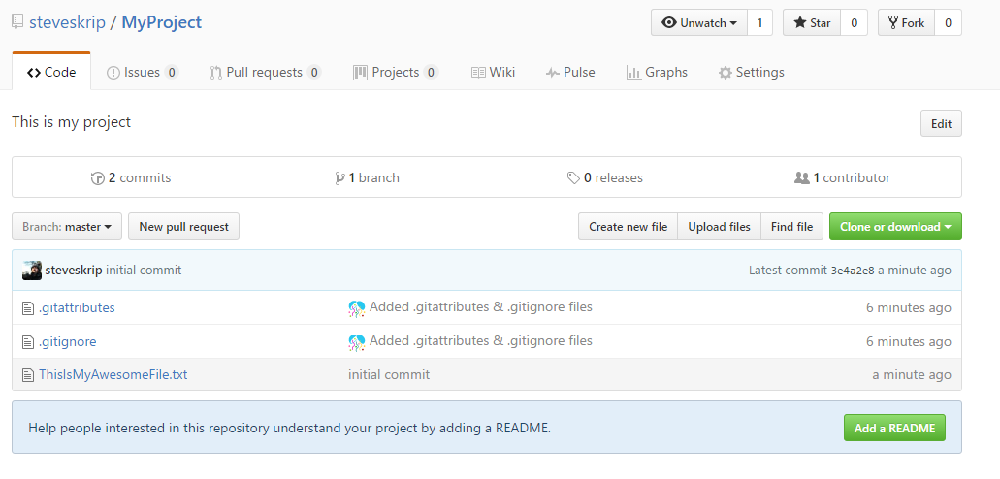 steveskrip / MyProject Unwatch 1 Star 0 Fork 0
Code Issues 0 Pull requests 0 Projects 0 Wiki Pulse Graphs Settings
This is my project Edit
2 commits 1 branch 0 releases 1 contributor
Branch: master New pull request Create new file Upload files Find file Clone or download
steveskrip initial commit Latest commit 3e4a2e8 a minute ago
.gitattributes Added .gitattributes & .gitignore files 6 minutes ago
.gitignore Added .gitattributes & .gitignore files 6 minutes ago
ThisIsMyAwesomeFile.txt initial commit a minute ago
Help people interested in this repository understand your project by adding a README. Add a README